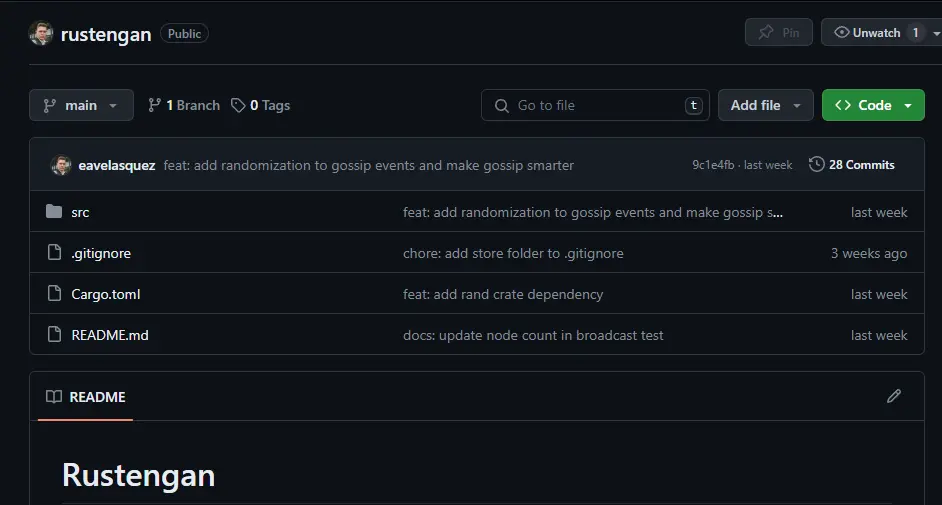 rustengan Public Pin Unwatch 1
main 1 Branch 0 Tags Go to file t Add file Code
eavelasquez feat: add randomization to gossip events and make gossip smarter 9c1e4fb · last week 28 Commits
src feat: add randomization to gossip events and make gossip s... last week
.gitignore chore: add store folder to .gitignore 3 weeks ago
Cargo.toml feat: add rand crate dependency last week
README.md docs: update node count in broadcast test last week
README
Rustengan